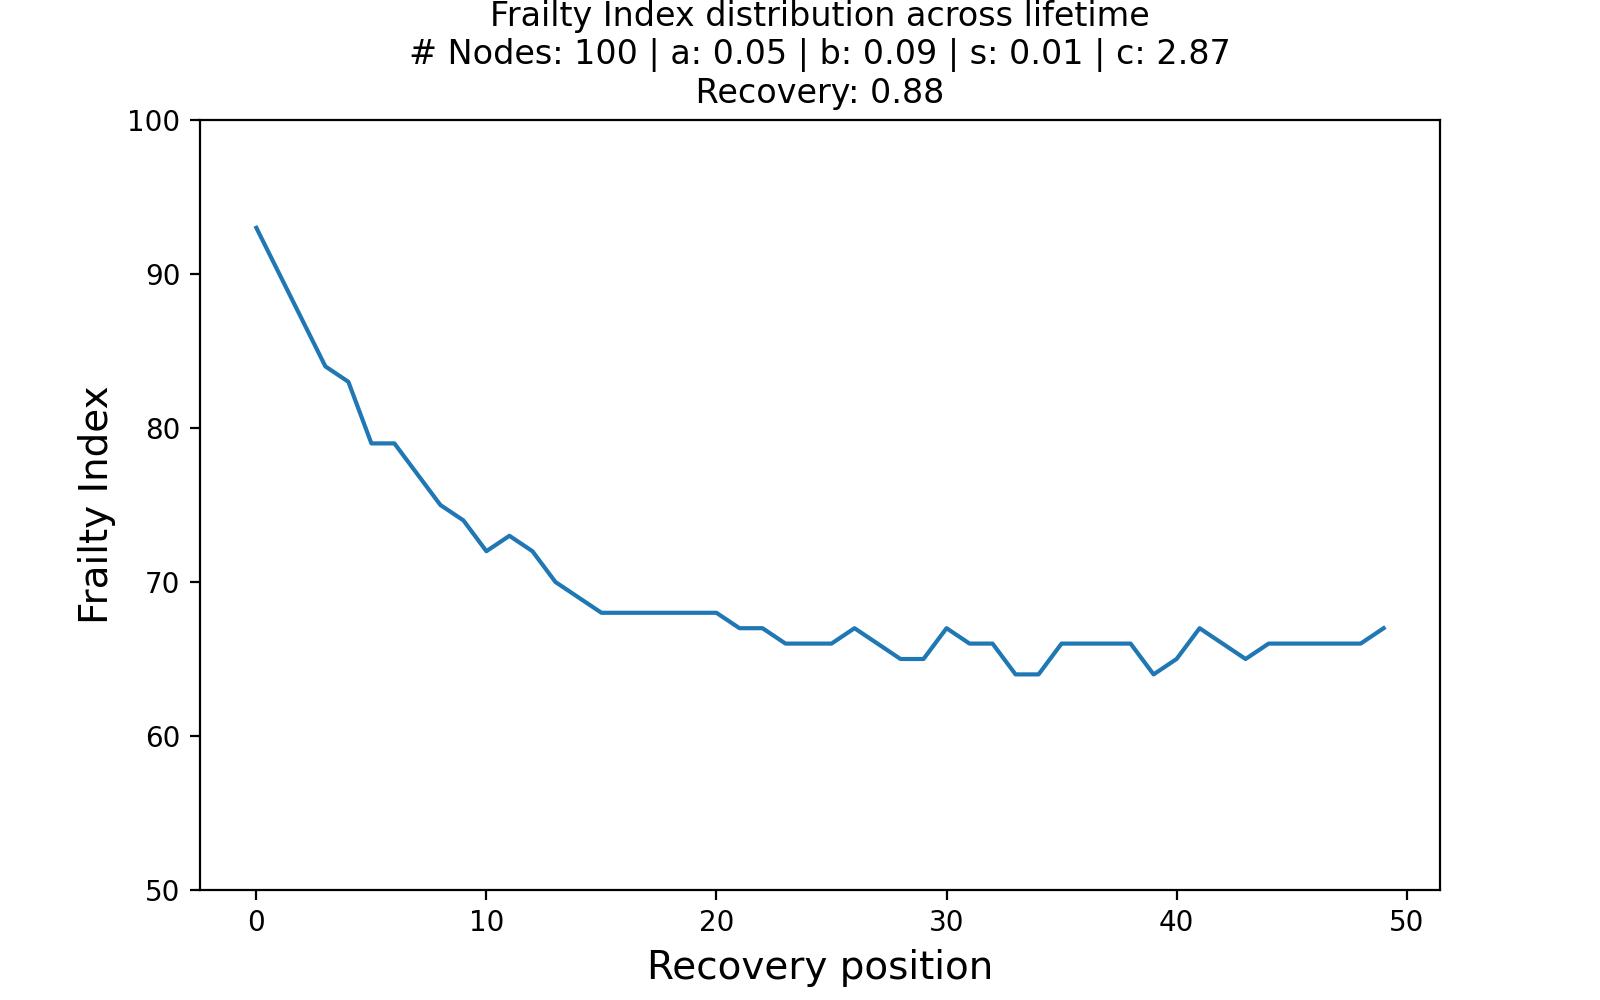 Frailty Index distribution across lifetime
# Nodes: 100 | a: 0.05 | b: 0.09 | s: 0.01 | c: 2.87
Recovery: 0.88
100
90
80
70
60
50
Frailty Index
0 10 20 30 40 50
Recovery position